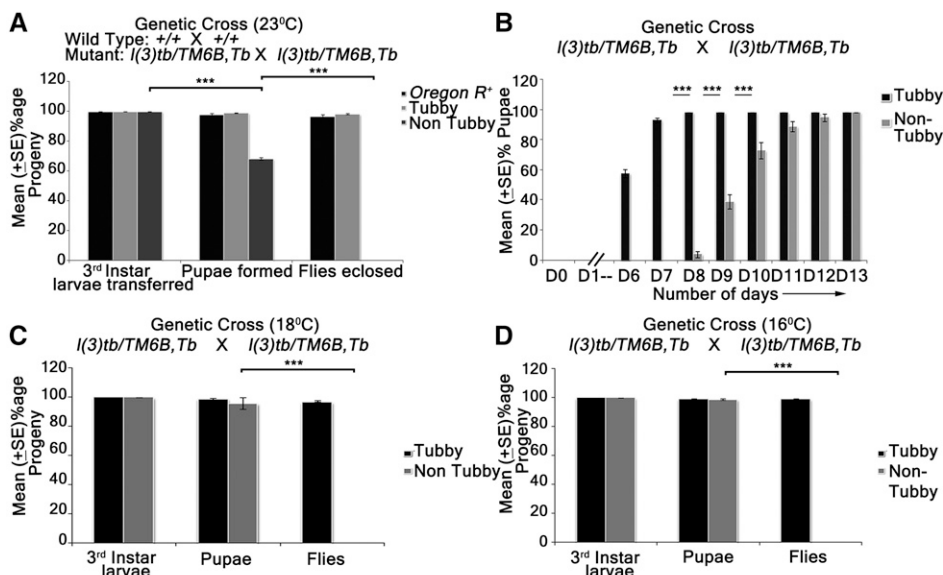 A
Genetic Cross (23⁰C)
Wild Type: +/+ X +/+
Mutant: l(3)tb/TM6B,Tb X l(3)tb/TM6B,Tb
***
***
Oregon R⁺
Tubby
Non Tubby
Mean (±SE)%age
Progeny
120
100
80
60
40
20
0
3rd Instar
larvae transferred
Pupae formed
Flies eclosed
B
Genetic Cross
l(3)tb/TM6B,Tb X l(3)tb/TM6B,Tb
*** *** ***
Tubby
Non-
Tubby
Mean (±SE)% Pupae
120
100
80
60
40
20
0
D0 D1-- D6 D7 D8 D9 D10 D11 D12 D13
Number of days
C
Genetic Cross (18⁰C)
l(3)tb/TM6B,Tb X l(3)tb/TM6B,Tb
***
Tubby
Non Tubby
Mean (±SE)%age
Progeny
120
100
80
60
40
20
0
3rd Instar
larvae
Pupae
Flies
D
Genetic Cross (16⁰C)
l(3)tb/TM6B,Tb X l(3)tb/TM6B,Tb
***
Tubby
Non-
Tubby
Mean (±SE)%age
Progeny
120
100
80
60
40
20
0
3rd Instar
larvae
Pupae
Flies